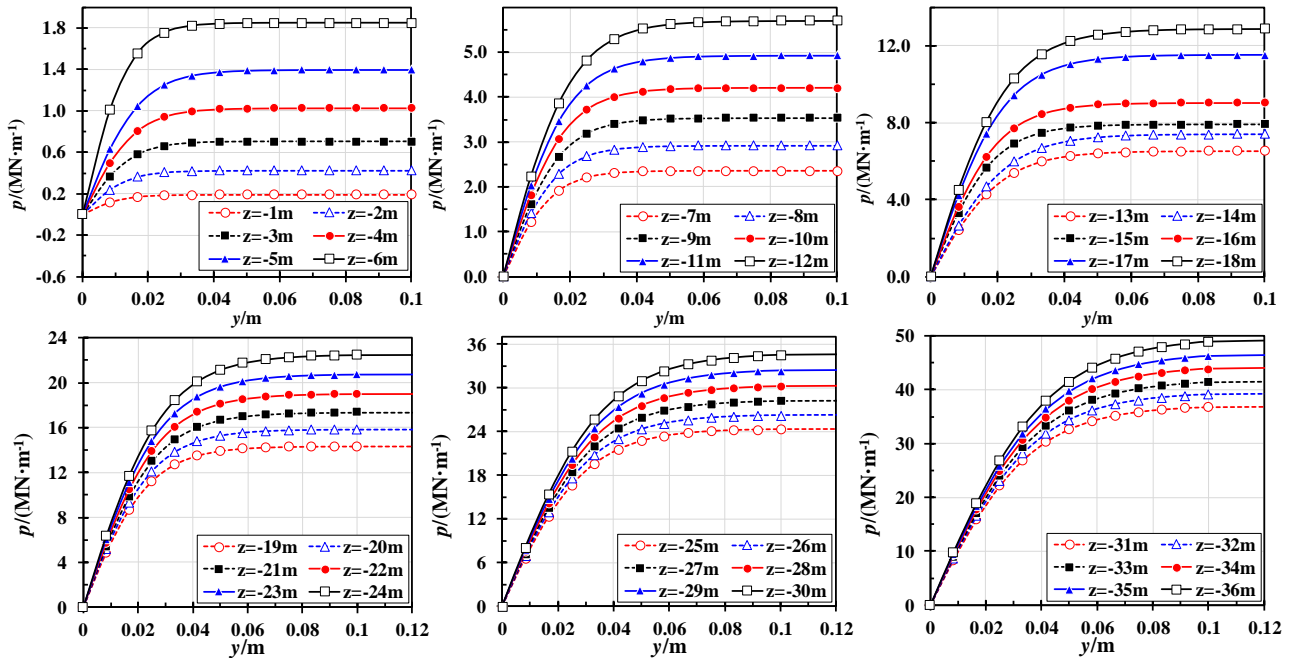 p/(MN·m⁻¹)
1.8
1.4
1.0
0.6
0.2
-0.2
-0.6
0 0.02 0.04 0.06 0.08 0.1
y/m
z=-1m z=-2m
z=-3m z=-4m
z=-5m z=-6m
p/(MN·m⁻¹)
5.0
4.0
3.0
2.0
1.0
0.0
0 0.02 0.04 0.06 0.08 0.1
y/m
z=-7m z=-8m
z=-9m z=-10m
z=-11m z=-12m
p/(MN·m⁻¹)
12.0
8.0
4.0
0.0
0 0.02 0.04 0.06 0.08 0.1
y/m
z=-13m z=-14m
z=-15m z=-16m
z=-17m z=-18m
p/(MN·m⁻¹)
24
20
16
12
8
4
0
0 0.02 0.04 0.06 0.08 0.1 0.12
y/m
z=-19m z=-20m
z=-21m z=-22m
z=-23m z=-24m
p/(MN·m⁻¹)
36
30
24
18
12
6
0
0 0.02 0.04 0.06 0.08 0.1 0.12
y/m
z=-25m z=-26m
z=-27m z=-28m
z=-29m z=-30m
p/(MN·m⁻¹)
50
40
30
20
10
0
0 0.02 0.04 0.06 0.08 0.1 0.12
y/m
z=-31m z=-32m
z=-33m z=-34m
z=-35m z=-36m